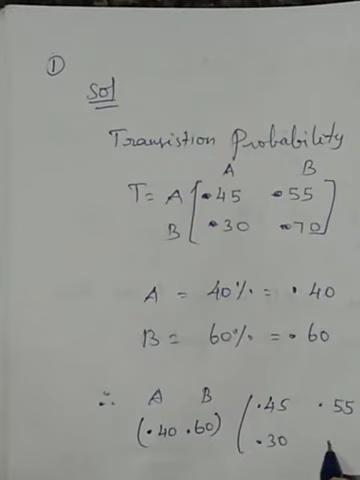 ①
Sol
Transistion Probability
A B
T= A [ .45 .55
B .30 .70 ]
A = 40% = .40
B = 60% = .60
∴ A B
(.40 .60) ( .45 .55
.30